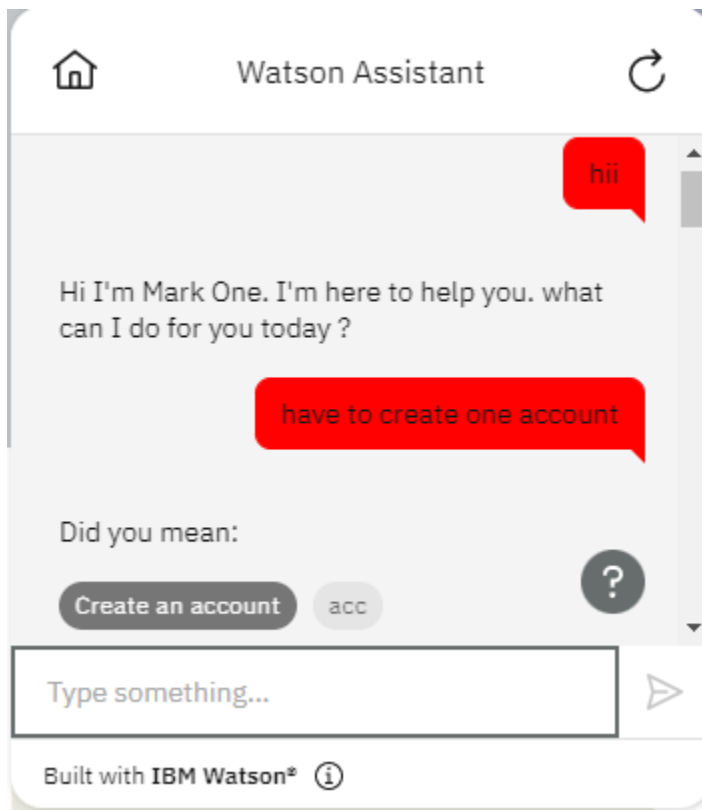 Watson Assistant
hii
Hi I'm Mark One. I'm here to help you. what
can I do for you today ?
have to create one account
Did you mean:
Create an account acc
?
Type something...
Built with IBM Watson®